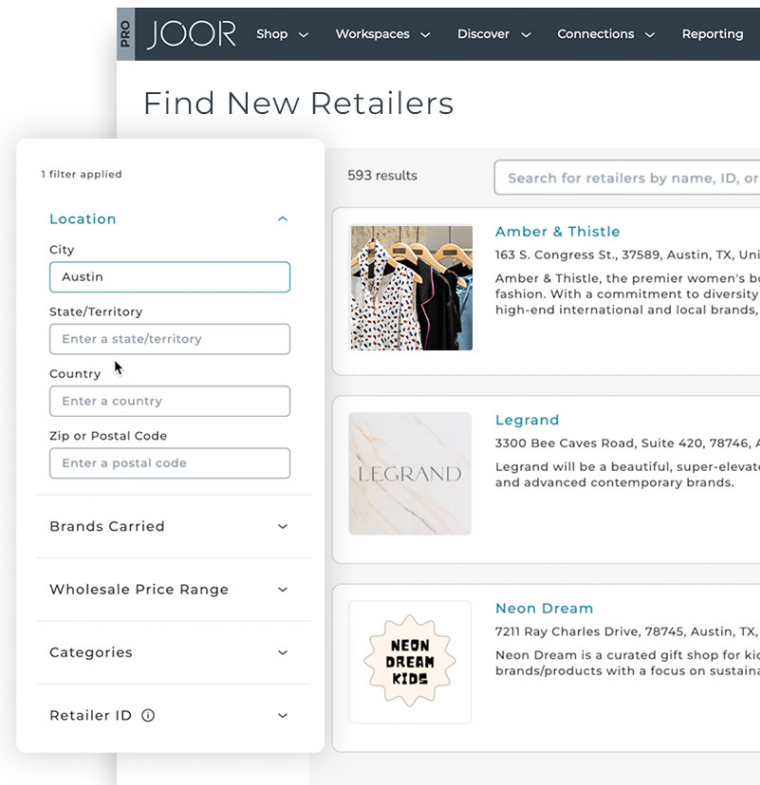 PRO
JOOR
Shop
Workspaces
Discover
Connections
Reporting
Find New Retailers
1 filter applied
Location
City
Austin
State/Territory
Enter a state/territory
Country
Enter a country
Zip or Postal Code
Enter a postal code
Brands Carried
Wholesale Price Range
Categories
Retailer ID
593 results
Search for retailers by name, ID, or
Amber & Thistle
163 S. Congress St., 37589, Austin, TX, Uni
Amber & Thistle, the premier women's bo
fashion. With a commitment to diversity
high-end international and local brands,
LEGRAND
Legrand
3300 Bee Caves Road, Suite 420, 78746, A
Legrand will be a beautiful, super-elevate
and advanced contemporary brands.
NEON
DREAM
KIDS
Neon Dream
7211 Ray Charles Drive, 78745, Austin, TX,
Neon Dream is a curated gift shop for kid
brands/products with a focus on sustaina